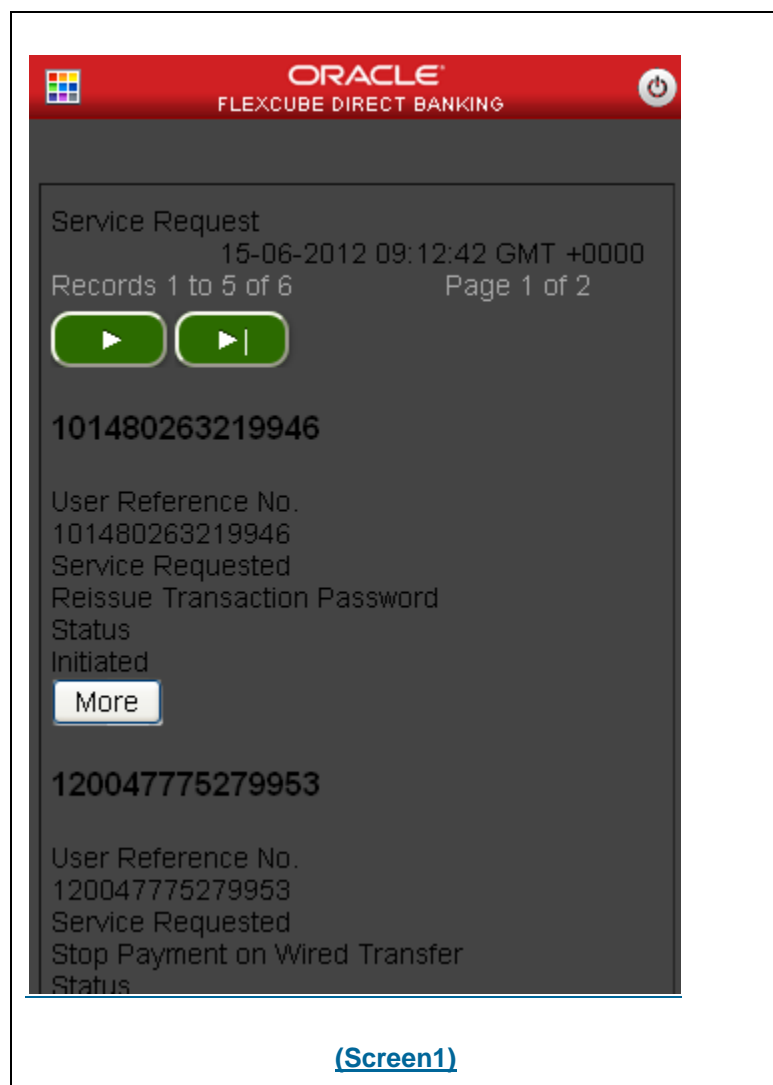 ORACLE
FLEXCUBE DIRECT BANKING
Service Request
15-06-2012 09:12:42 GMT +0000
Records 1 to 5 of 6 Page 1 of 2
101480263219946
User Reference No.
101480263219946
Service Requested
Reissue Transaction Password
Status
Initiated
More
120047775279953
User Reference No.
120047775279953
Service Requested
Stop Payment on Wired Transfer
Status
(Screen1)